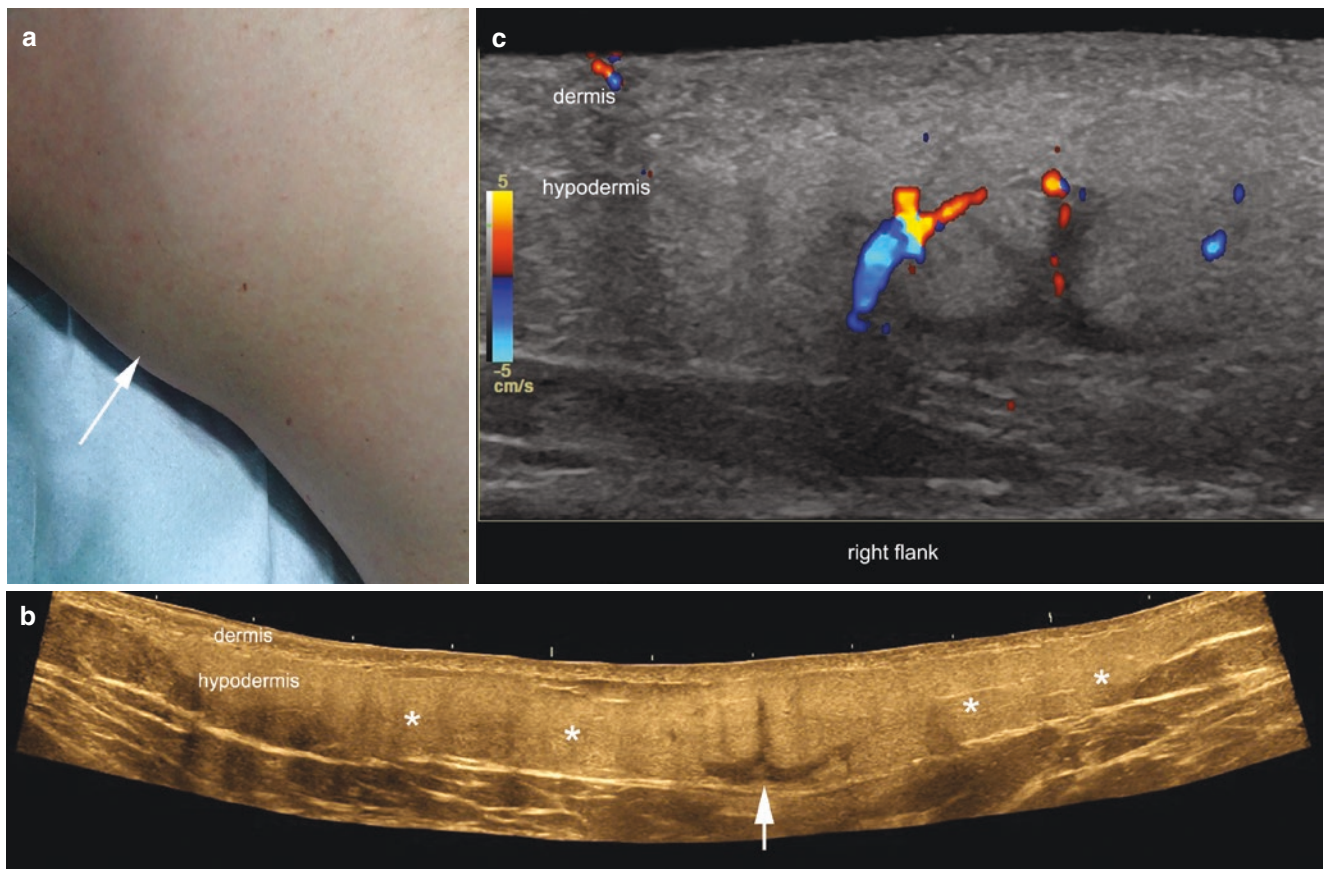 a
c
dermis
hypodermis
5
-5
cm/s
right flank
b
dermis
hypodermis
*
*
*
*